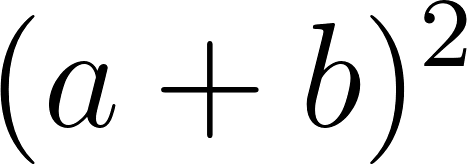 (a + b)²